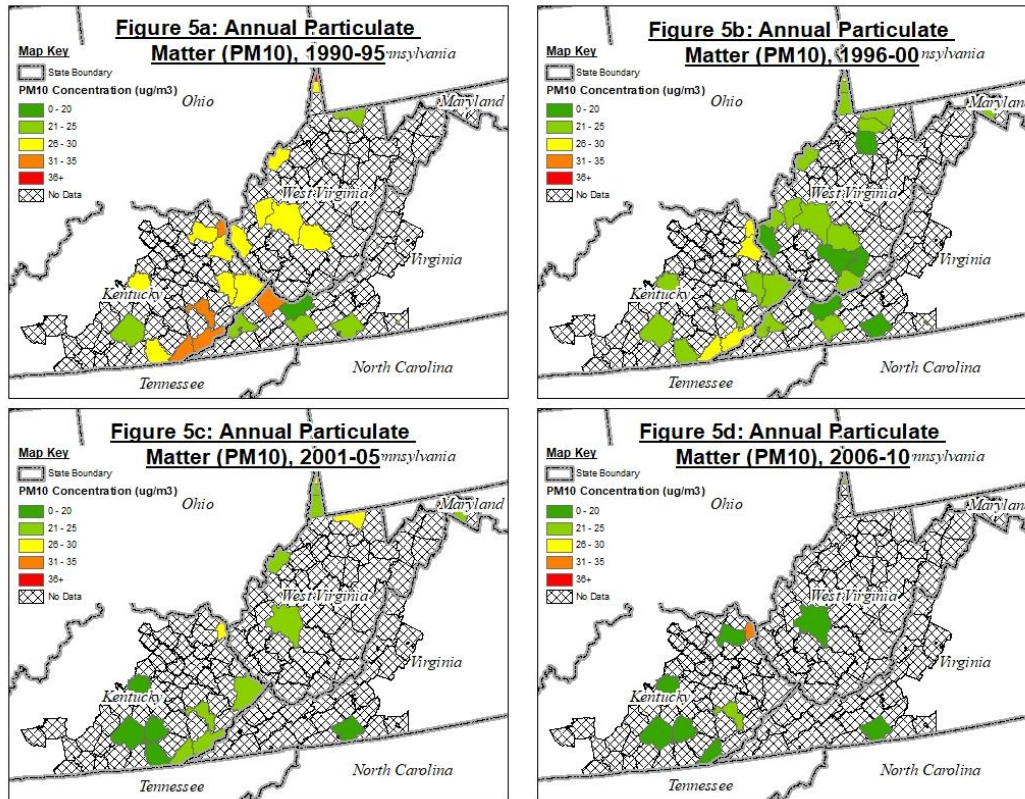 Figure 5a: Annual Particulate
Matter (PM10), 1990-95
nnsylvania
Map Key
State Boundary
PM10 Concentration (ug/m3)
0 - 20
21 - 25
26 - 30
31 - 35
36+
No Data
Ohio
Maryland
West Virginia
Virginia
Kentucky
Tennessee
North Carolina
Figure 5b: Annual Particulate
Matter (PM10), 1996-00
nnsylvania
Map Key
State Boundary
PM10 Concentration (ug/m3)
0 - 20
21 - 25
26 - 30
31 - 35
36+
No Data
Ohio
Maryland
West Virginia
Virginia
Kentucky
Tennessee
North Carolina
Figure 5c: Annual Particulate
Matter (PM10), 2001-05
nnsylvania
Map Key
State Boundary
PM10 Concentration (ug/m3)
0 - 20
21 - 25
26 - 30
31 - 35
36+
No Data
Ohio
Maryland
West Virginia
Virginia
Kentucky
Tennessee
North Carolina
Figure 5d: Annual Particulate
Matter (PM10), 2006-10
nnsylvania
Map Key
State Boundary
PM10 Concentration (ug/m3)
0 - 20
21 - 25
26 - 30
31 - 35
36+
No Data
Ohio
Maryland
West Virginia
Virginia
Kentucky
Tennessee
North Carolina